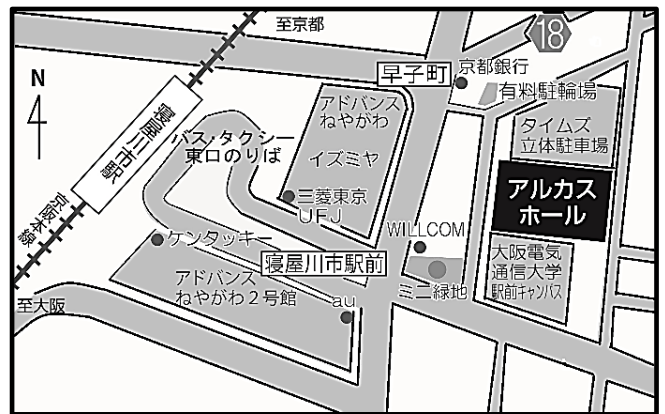 至京都
18
N
早子町
京都銀行
有料駐輪場
アドバンス
ねやがわ
イズミヤ
タイムズ
立体駐車場
寝屋川市駅
バス・タクシー
東口のりば
アルカス
ホール
三菱東京
UFJ
京阪本線
ケンタッキー
WILLCOM
寝屋川市駅前
大阪電気
通信大学
駅前キャンパス
ミニ緑地
アドバンス
ねやがわ2号館
至大阪
au